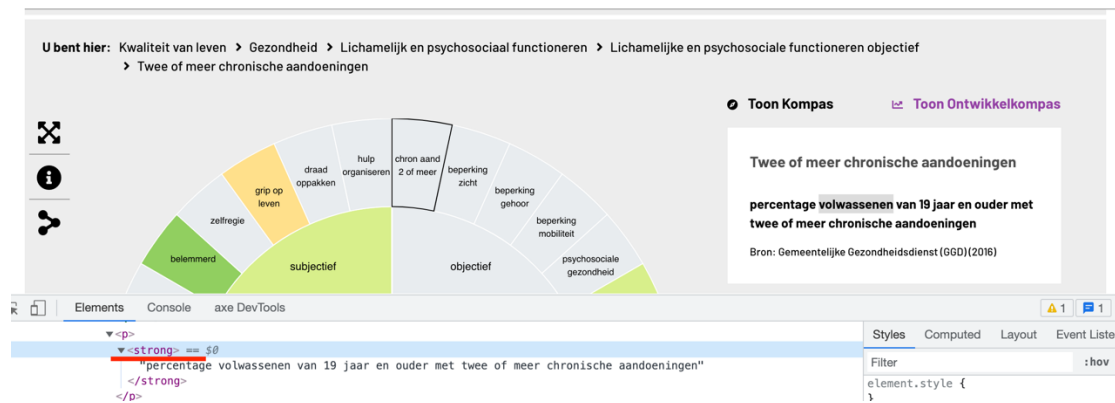 U bent hier: Kwaliteit van leven > Gezondheid > Lichamelijk en psychosociaal functioneren > Lichamelijke en psychosociale functioneren objectief
> Twee of meer chronische aandoeningen
Toon Kompas
Toon Ontwikkelkompas
Twee of meer chronische aandoeningen
percentage volwassenen van 19 jaar en ouder met
twee of meer chronische aandoeningen
Bron: Gemeentelijke Gezondheidsdienst (GGD)(2016)
belemmerd
zelfregie
grip op
leven
draad
oppakken
hulp
organiseren
chron aand
2 of meer
beperking
zicht
beperking
gehoor
beperking
mobiliteit
psychosociale
gezondheid
subjectief
objectief
Elements Console axe DevTools
1 1
▼<p>
▼<strong> == $0
"percentage volwassenen van 19 jaar en ouder met twee of meer chronische aandoeningen"
</strong>
</p>
Styles Computed Layout Event Liste
Filter :hov
element.style {
}